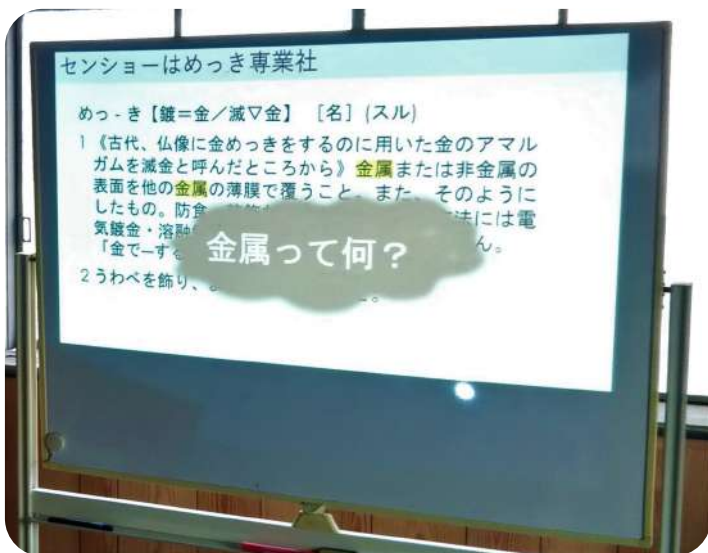 センショーはめっき専業社
めっ-き【鍍=金/滅▽金】 [名](スル)
1《古代、仏像に金めっきをするのに用いた金のアマル
ガムを滅金と呼んだところから》金属または非金属の
表面を他の金属の薄膜で覆うこと。また、そのように
したもの。防食
法には電
気鍍金・溶融
ん。
「金で―する
金属って何?
2 うわべを飾り、